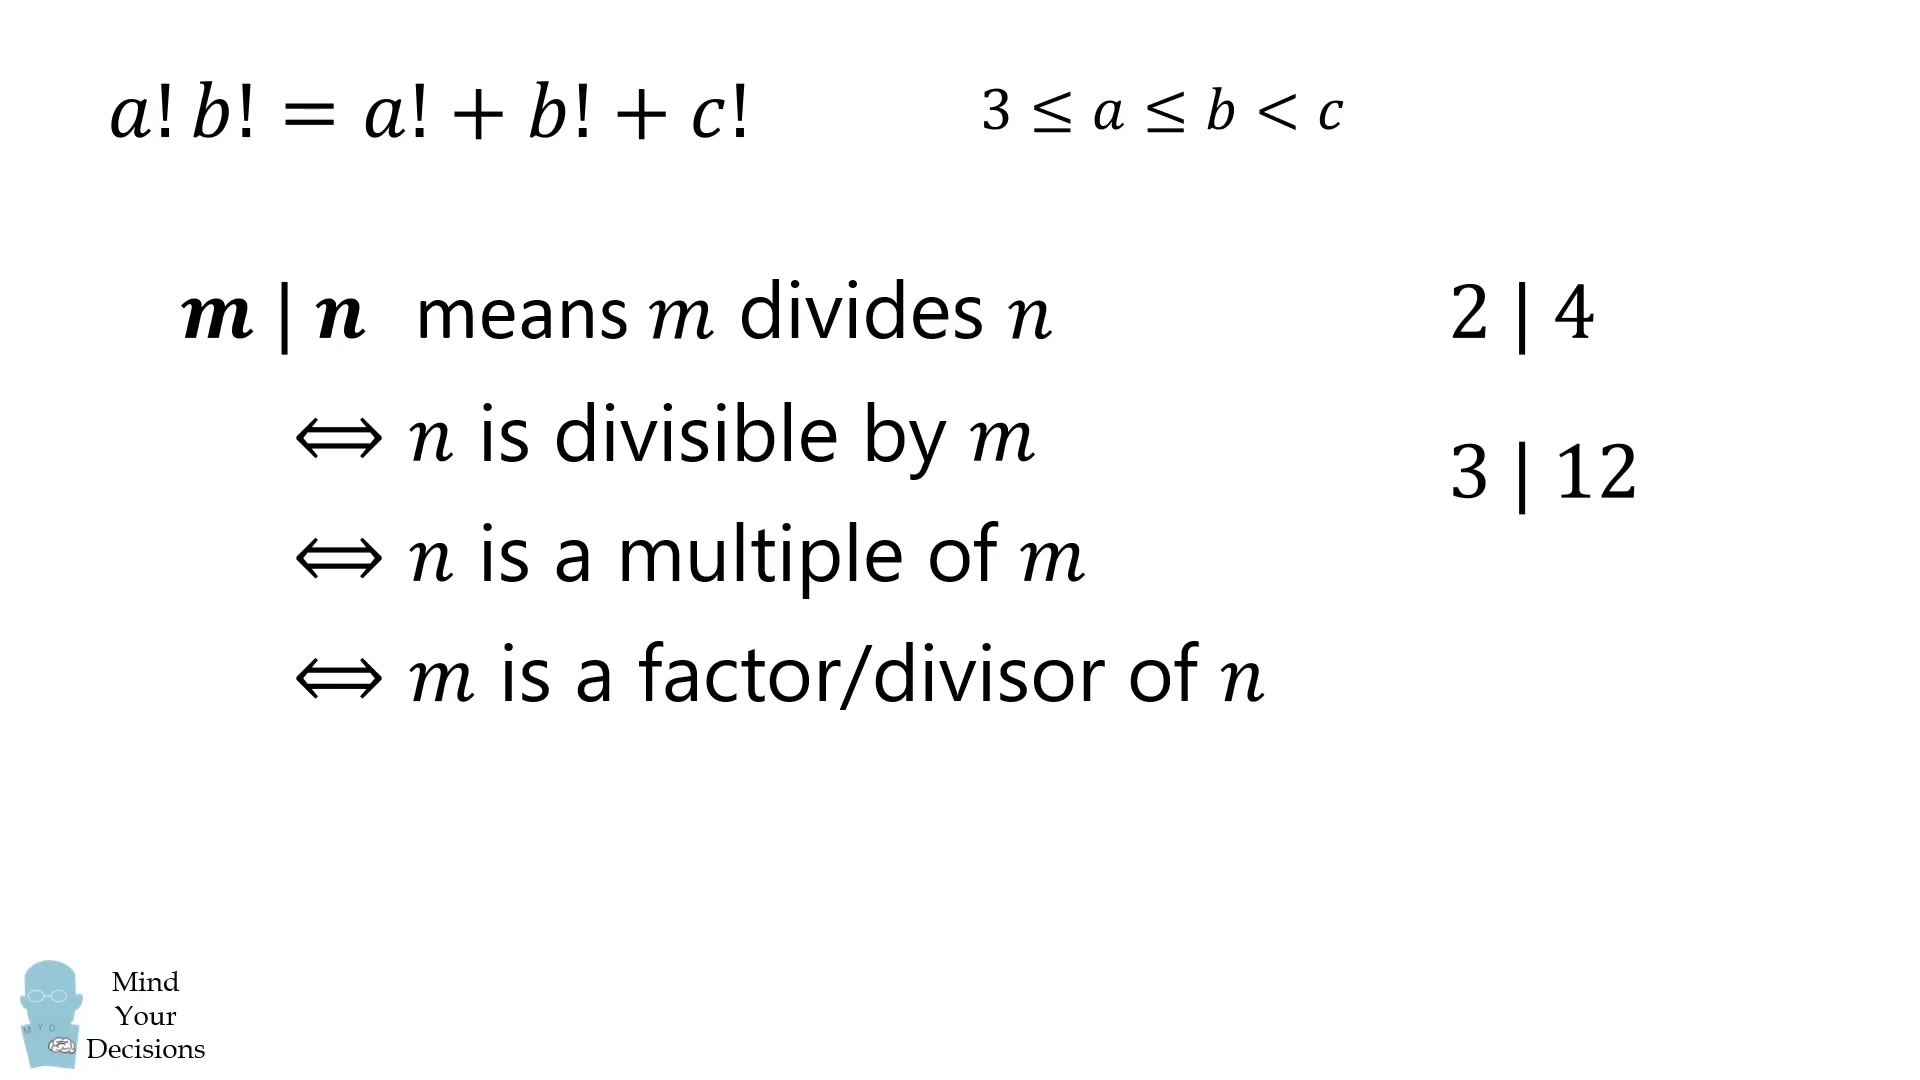 a! b! = a! + b! + c!
3 ≤ a ≤ b < c
m | n means m divides n
2 | 4
⟺ n is divisible by m
3 | 12
⟺ n is a multiple of m
⟺ m is a factor/divisor of n
M Y D
Mind
Your
Decisions